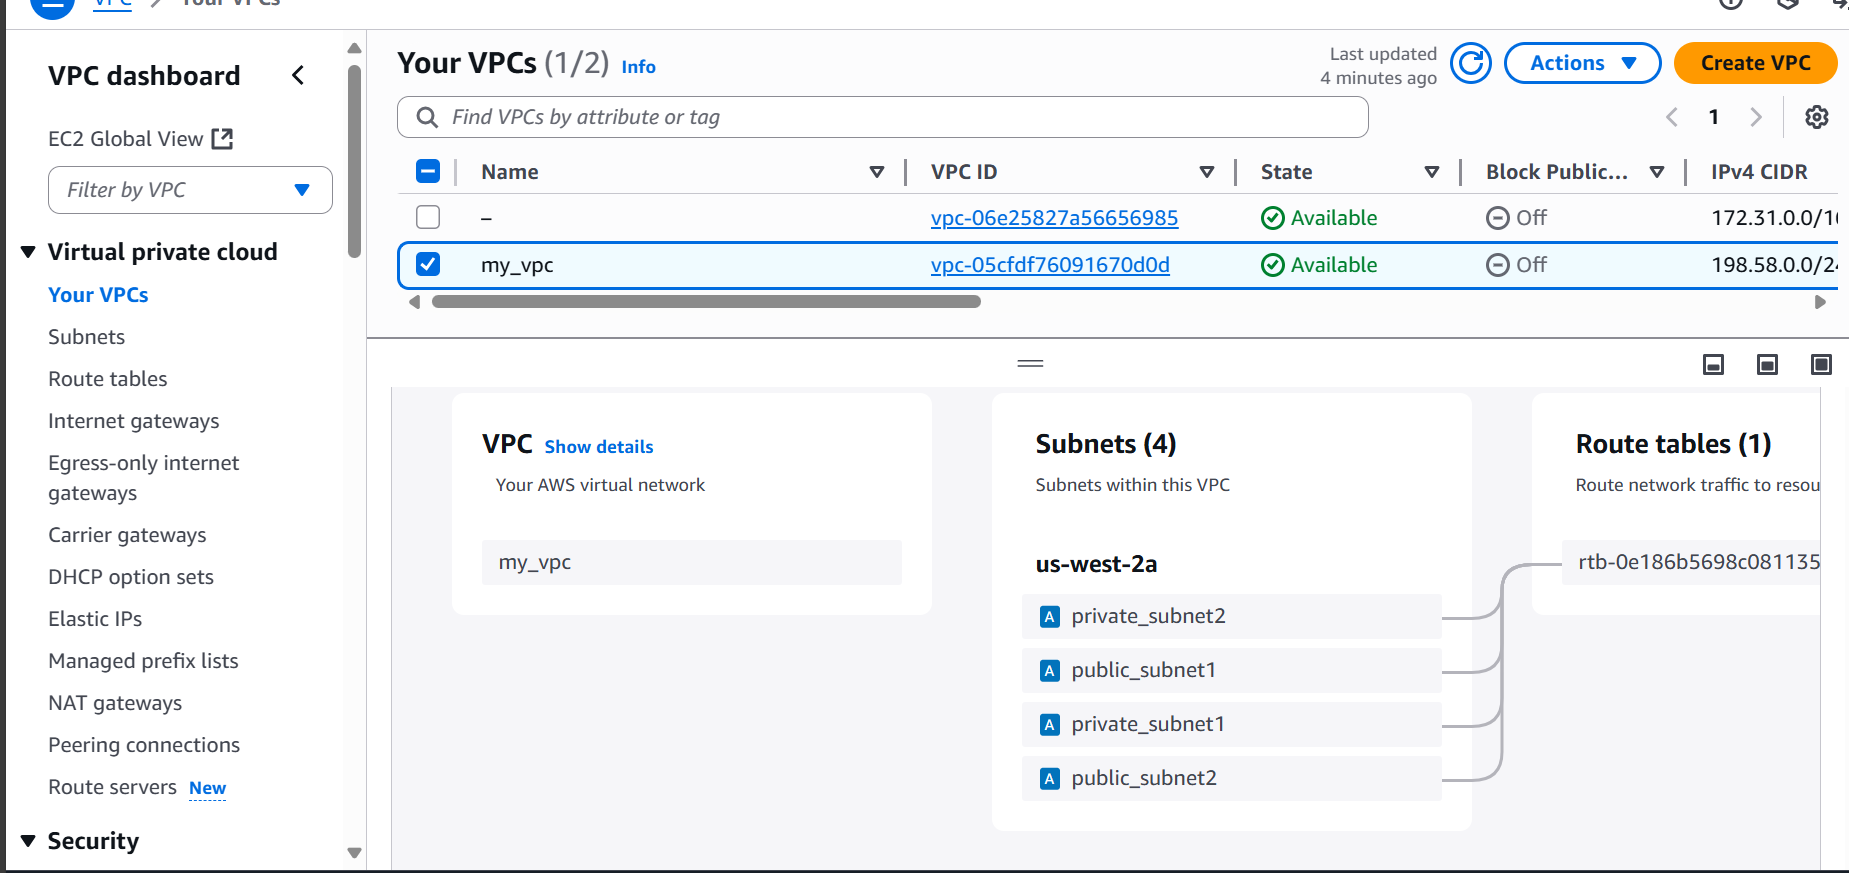 VPC > Your VPCs
VPC dashboard
EC2 Global View
Filter by VPC
Virtual private cloud
Your VPCs
Subnets
Route tables
Internet gateways
Egress-only internet
gateways
Carrier gateways
DHCP option sets
Elastic IPs
Managed prefix lists
NAT gateways
Peering connections
Route servers New
Security
Your VPCs (1/2) Info
Last updated
4 minutes ago
Actions
Create VPC
Find VPCs by attribute or tag
1
Name VPC ID State Block Public... IPv4 CIDR
– vpc-06e25827a56656985 Available Off 172.31.0.0/16
my_vpc vpc-05cfdf76091670d0d Available Off 198.58.0.0/24
VPC Show details
Your AWS virtual network
my_vpc
Subnets (4)
Subnets within this VPC
us-west-2a
A private_subnet2
A public_subnet1
A private_subnet1
A public_subnet2
Route tables (1)
Route network traffic to resou
rtb-0e186b5698c081135